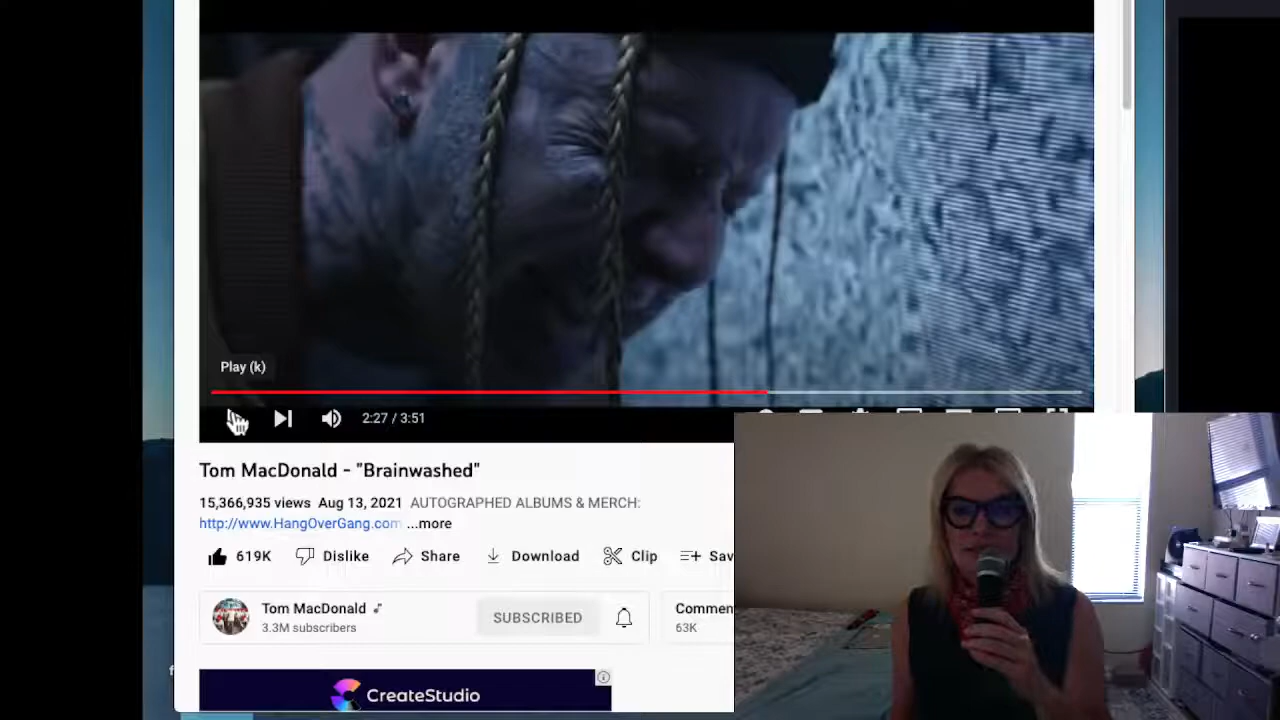 Play (k)
2:27 / 3:51
Tom MacDonald - "Brainwashed"
15,366,935 views Aug 13, 2021 AUTOGRAPHED ALBUMS & MERCH:
http://www.HangOverGang.com ...more
619K Dislike Share Download Clip Sav
Tom MacDonald
3.3M subscribers
SUBSCRIBED
Commen
63K
CreateStudio